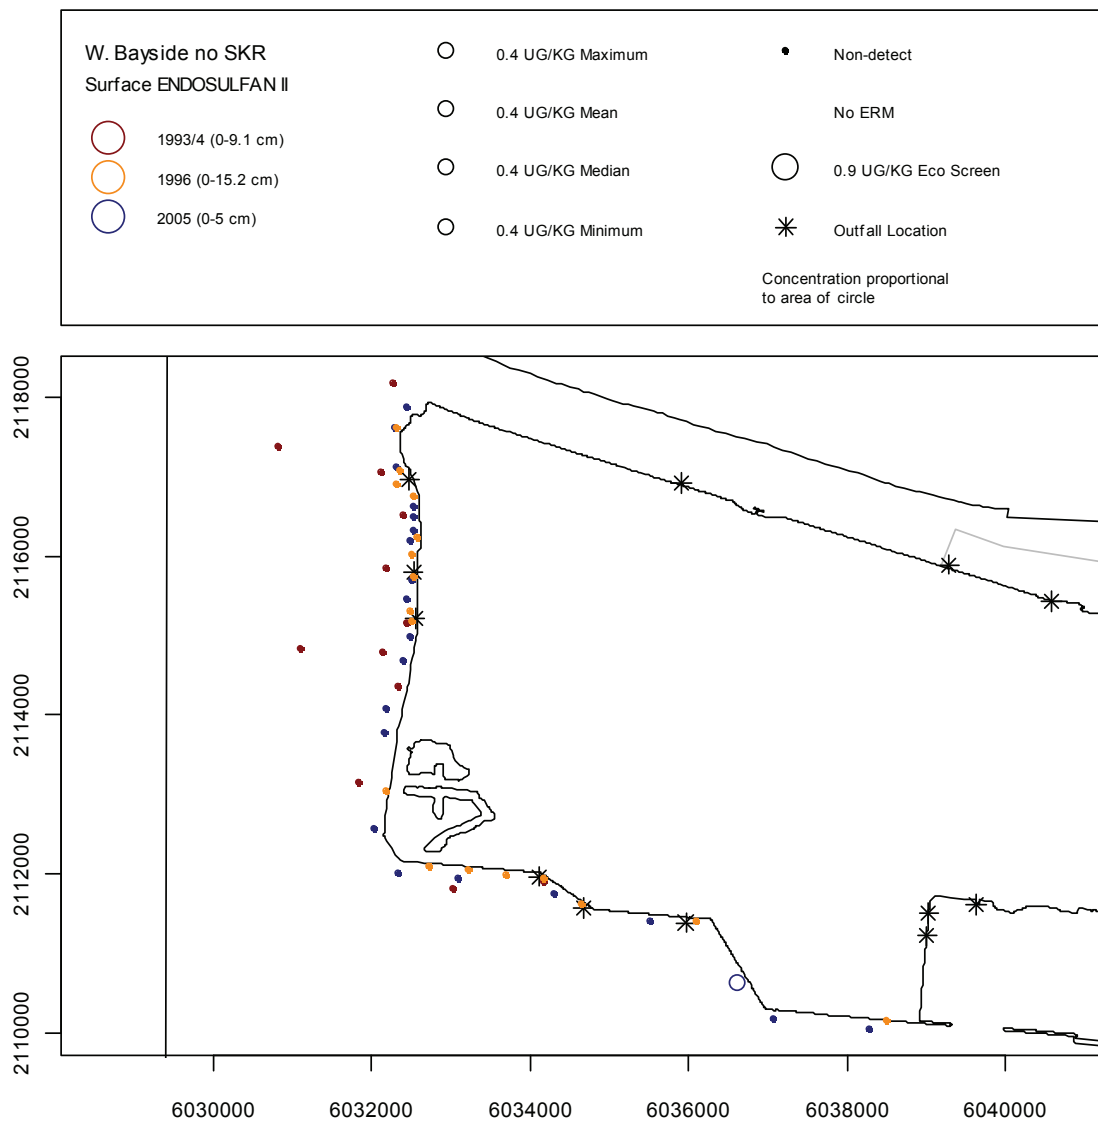 W. Bayside no SKR
Surface ENDOSULFAN II
1993/4 (0-9.1 cm)
1996 (0-15.2 cm)
2005 (0-5 cm)
0.4 UG/KG Maximum
0.4 UG/KG Mean
0.4 UG/KG Median
0.4 UG/KG Minimum
Non-detect
No ERM
0.9 UG/KG Eco Screen
Outfall Location
Concentration proportional
to area of circle
2118000
2116000
2114000
2112000
2110000
6030000 6032000 6034000 6036000 6038000 6040000